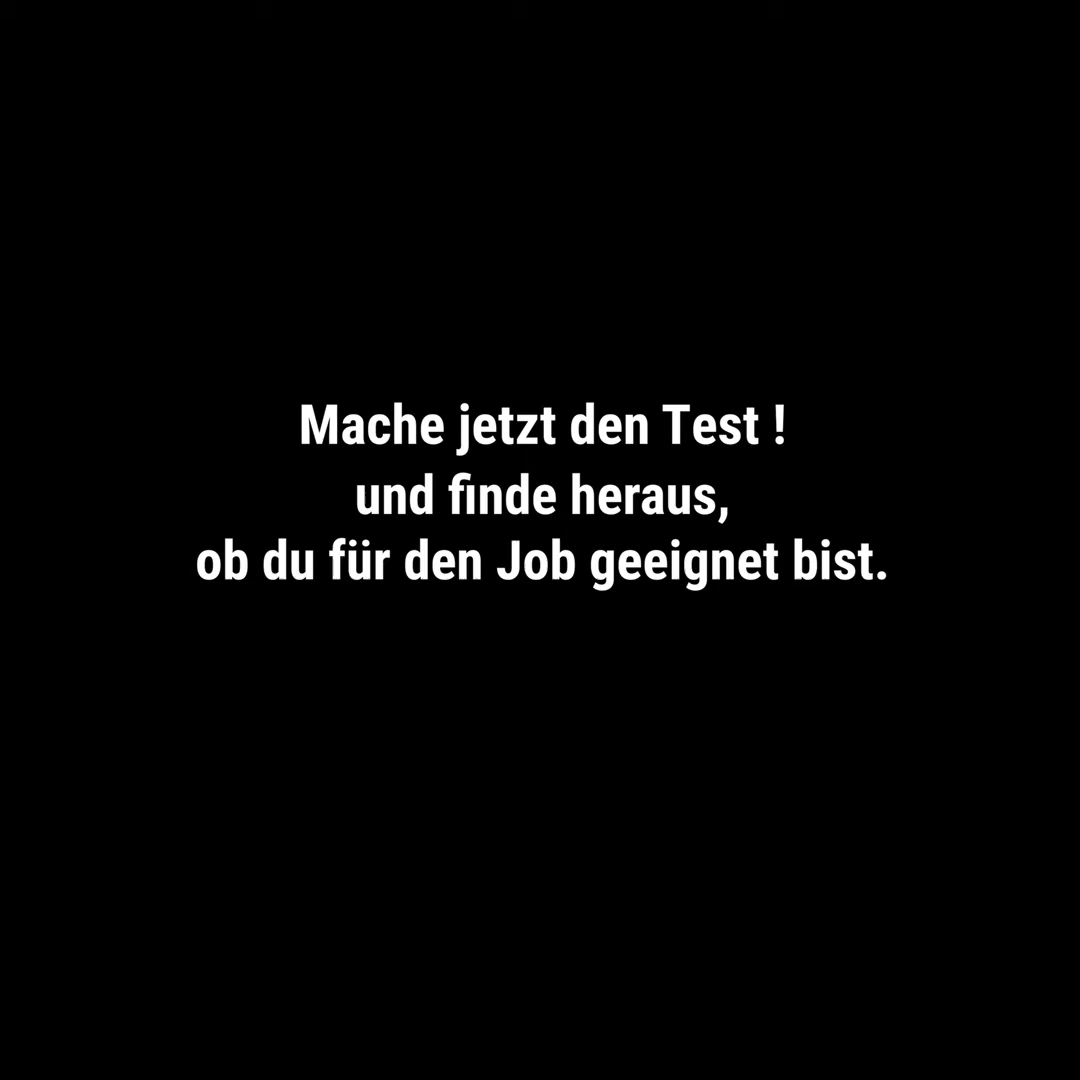 Mache jetzt den Test !
und finde heraus,
ob du für den Job geeignet bist.